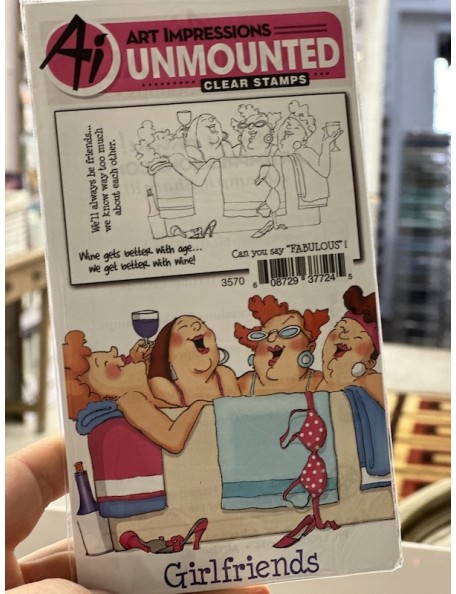 Ai
ART IMPRESSIONS
UNMOUNTED
CLEAR STAMPS
We'll always be friends...
we know way too much
about each other.
Wine gets better with age...
we get better with wine!
Can you say "FABULOUS"!
3570
6 08729 37724 5
Girlfriends